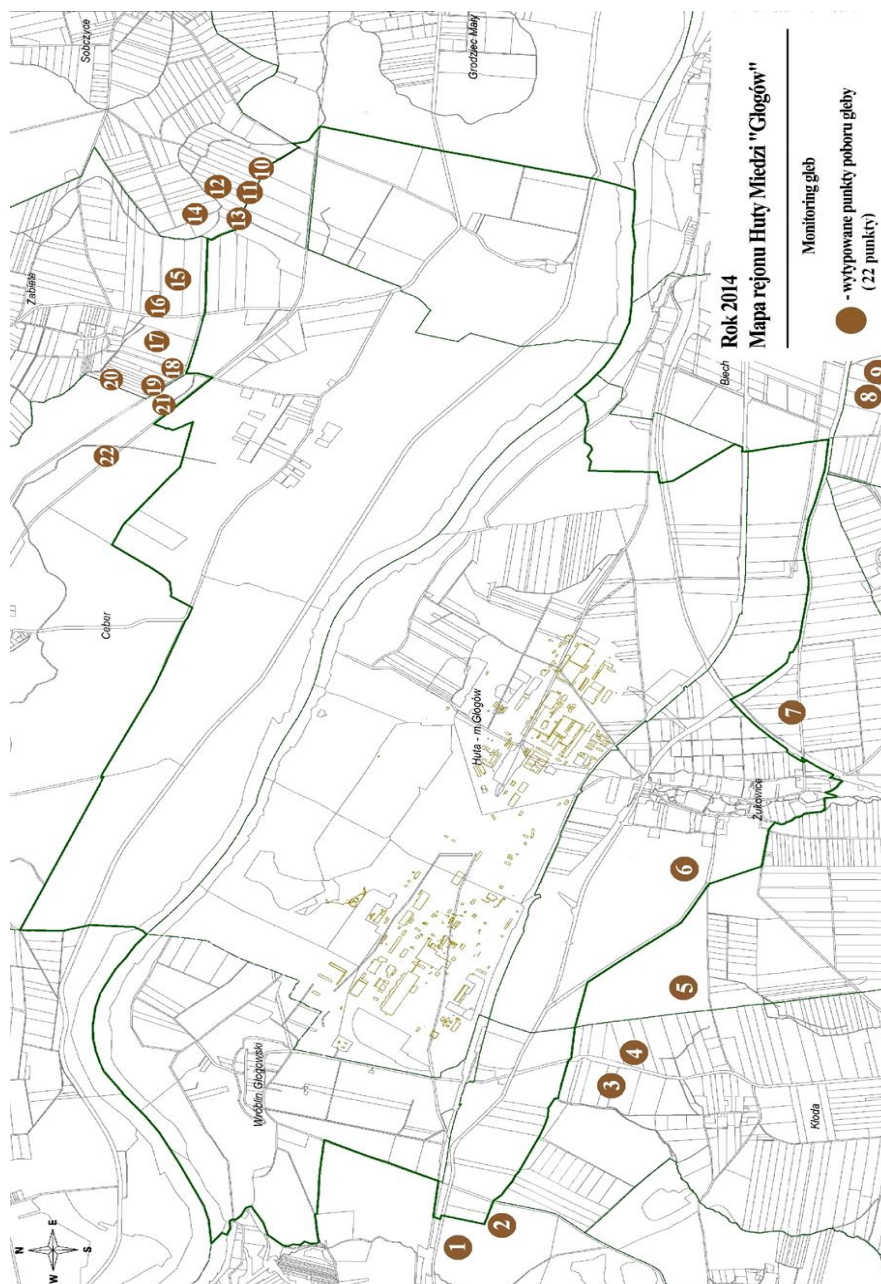 N
W
E
S
Sobczyce
Zabiele
Ceber
Wróblin Głogowski
Grodziec Mały
Huta - m.Głogów
Biech
Żukowice
Kłoda
1
2
3
4
5
6
7
8
9
10
11
12
13
14
15
16
17
18
19
20
21
22
Rok 2014
Mapa rejonu Huty Miedzi "Głogów"
Monitoring gleb
- wytypowane punkty poboru gleby
( 22 punkty)